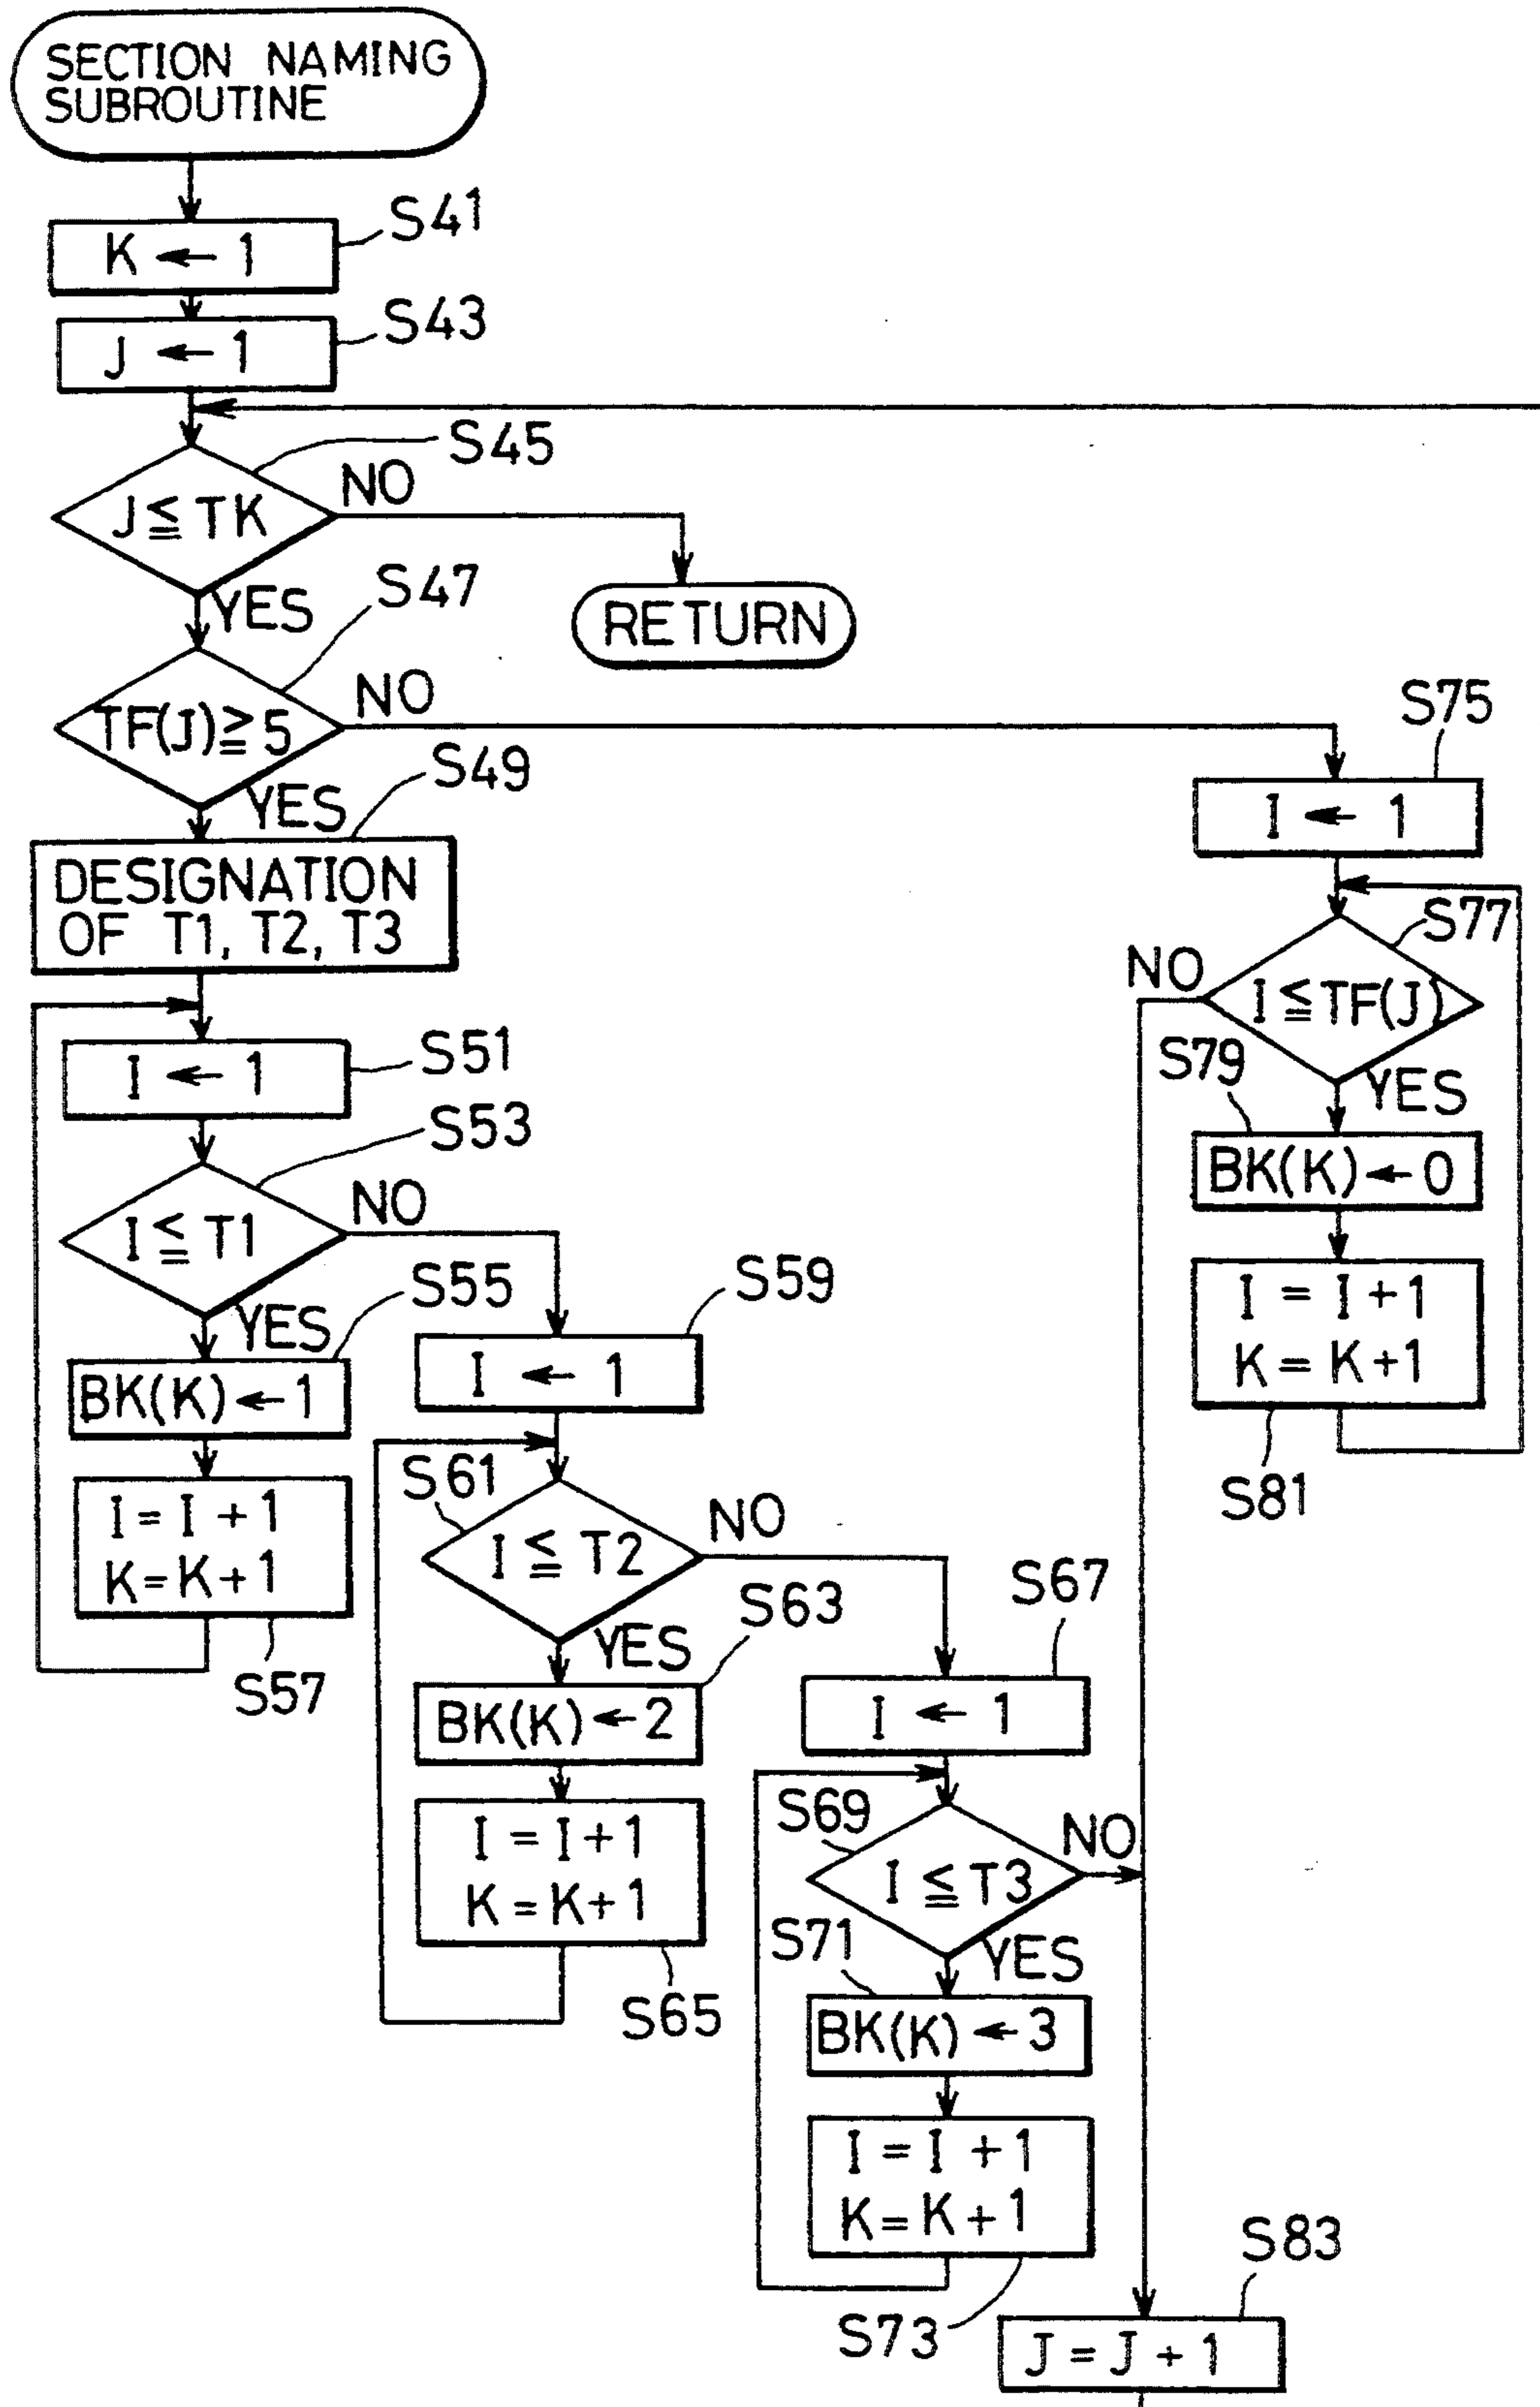 SECTION NAMING
SUBROUTINE
S41
K ← 1
S43
J ← 1
S45
J ≦ TK
NO
YES
RETURN
S47
TF(J) ≧ 5
NO
YES
S49
DESIGNATION
OF T1, T2, T3
S51
I ← 1
S53
I ≦ T1
NO
YES
S55
BK(K) ← 1
I = I + 1
K = K + 1
S57
S59
I ← 1
S61
I ≦ T2
NO
YES
S63
BK(K) ← 2
I = I + 1
K = K + 1
S65
S67
I ← 1
S69
I ≦ T3
NO
YES
S71
BK(K) ← 3
I = I + 1
K = K + 1
S73
S75
I ← 1
S77
I ≦ TF(J)
NO
YES
S79
BK(K) ← 0
I = I + 1
K = K + 1
S81
S83
J = J + 1